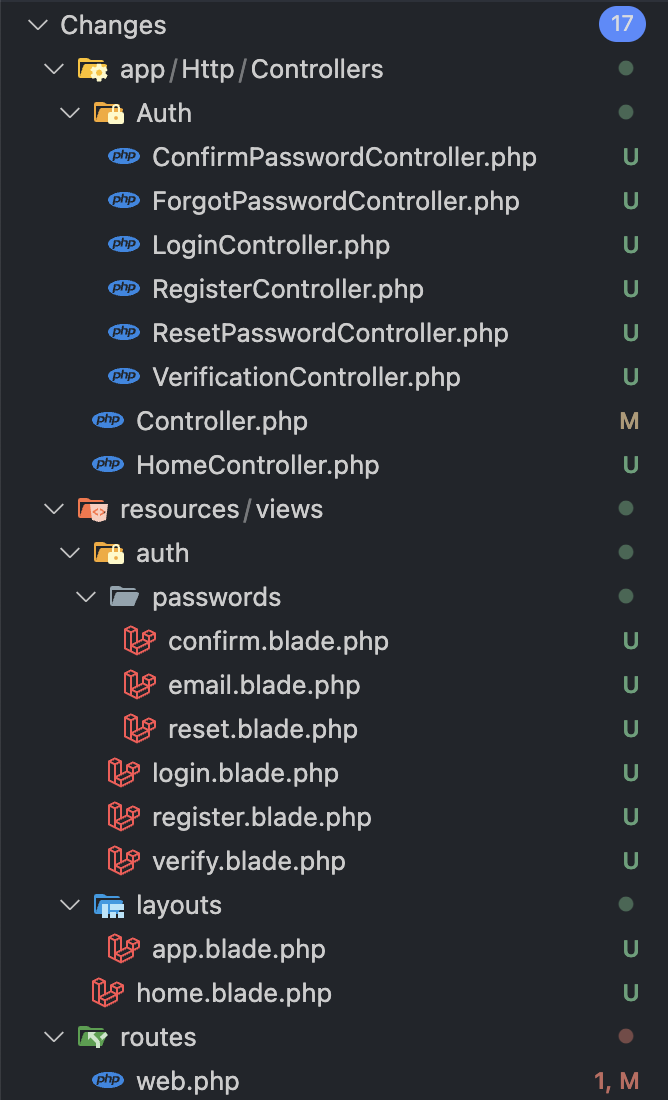 Changes 17
app/Http/Controllers
Auth
php ConfirmPasswordController.php U
php ForgotPasswordController.php U
php LoginController.php U
php RegisterController.php U
php ResetPasswordController.php U
php VerificationController.php U
php Controller.php M
php HomeController.php U
resources/views
auth
passwords
confirm.blade.php U
email.blade.php U
reset.blade.php U
login.blade.php U
register.blade.php U
verify.blade.php U
layouts
app.blade.php U
home.blade.php U
routes
php web.php 1, M